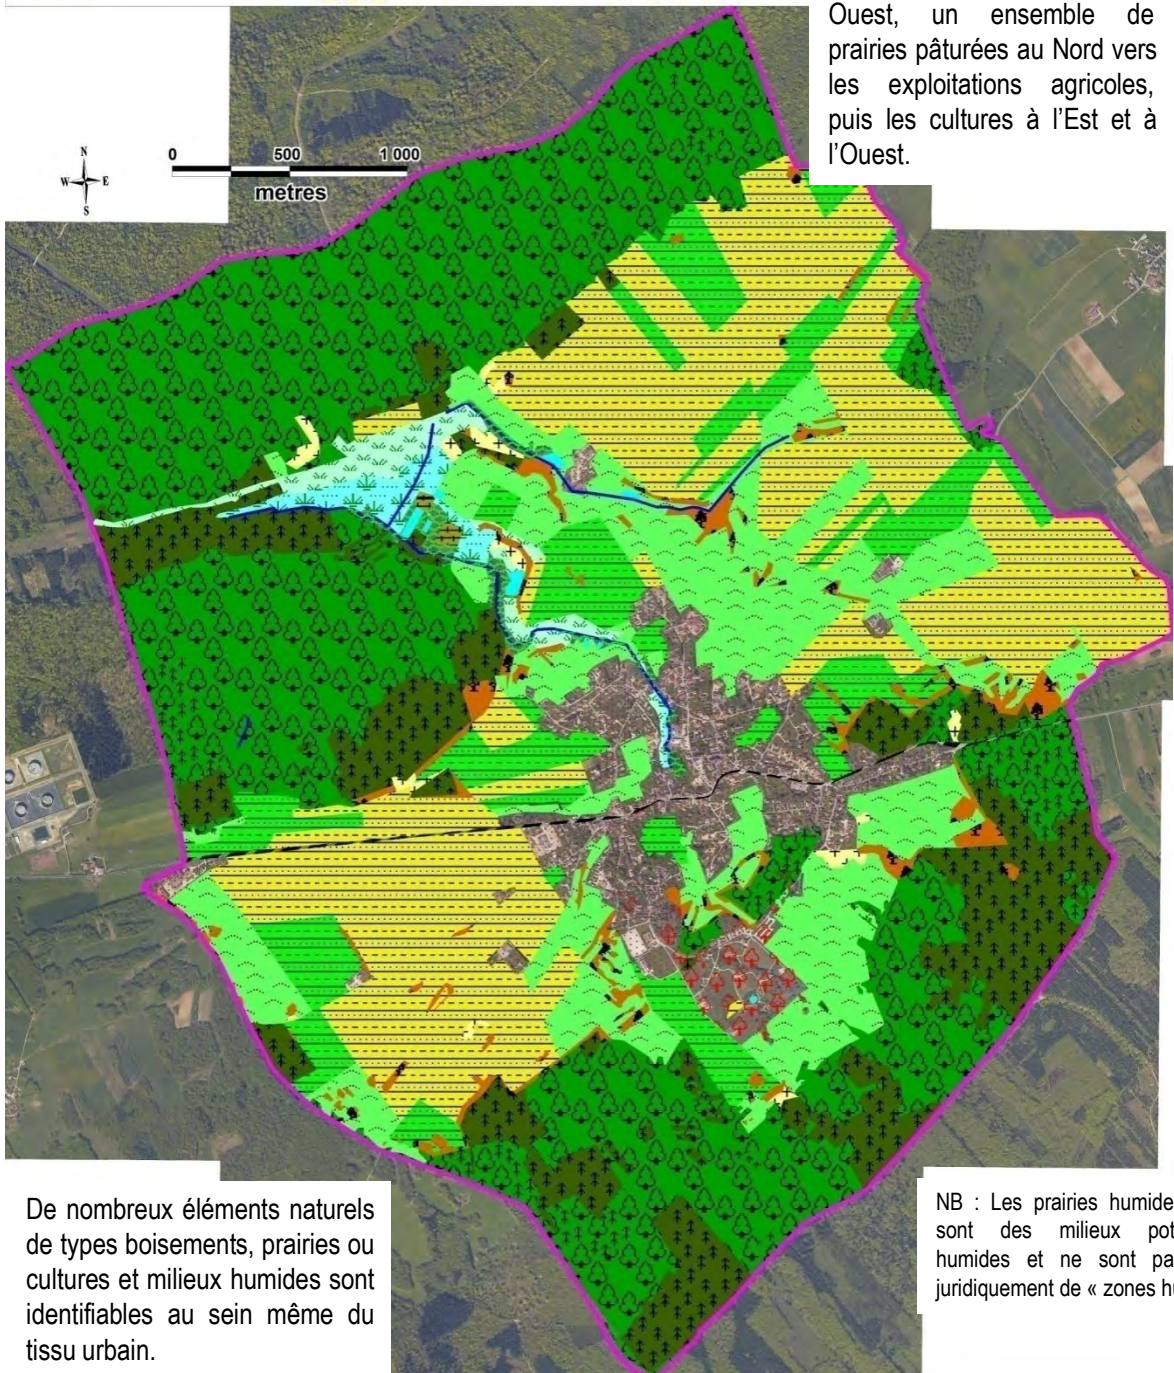 Ouest, un ensemble de
prairies pâturées au Nord vers
les exploitations agricoles,
puis les cultures à l'Est et à
l'Ouest.
N
W E
S
0 500 1 000
metres
De nombreux éléments naturels
de types boisements, prairies ou
cultures et milieux humides sont
identifiables au sein même du
tissu urbain.
NB : Les prairies humide
sont des milieux pot
humides et ne sont pa
juridiquement de « zones hu